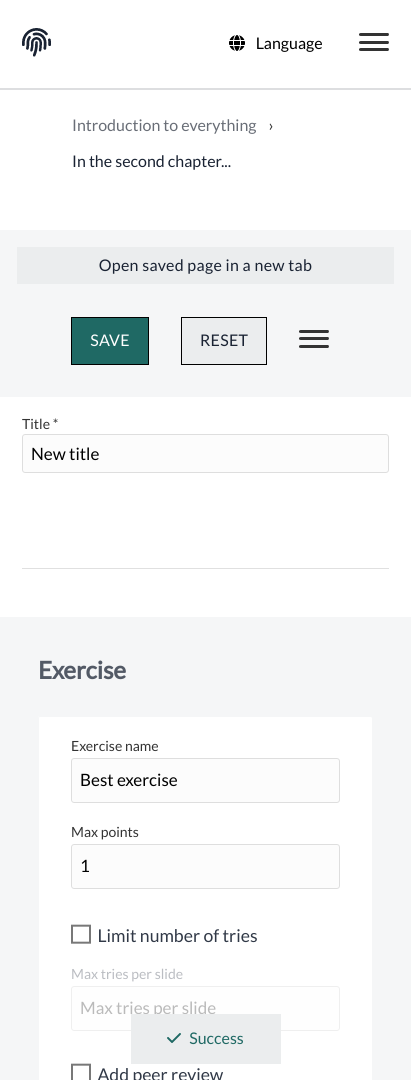 Language
Introduction to everything ›
In the second chapter...
Open saved page in a new tab
SAVE RESET
Title *
New title
Exercise
Exercise name
Best exercise
Max points
1
Limit number of tries
Max tries per slide
Max tries per slide
Success
Add peer review